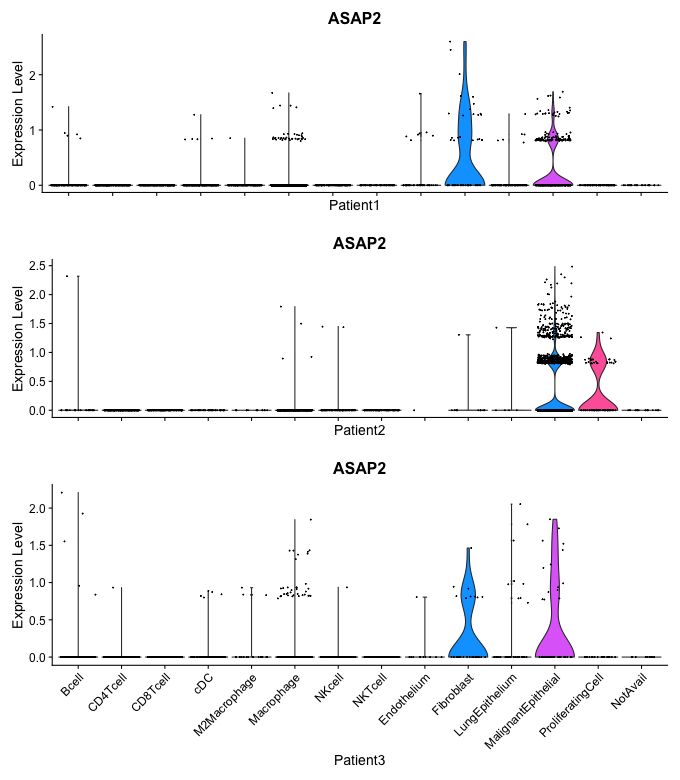 ASAP2
Expression Level
2
1
0
Patient1
ASAP2
Expression Level
2.5
2.0
1.5
1.0
0.5
0.0
Patient2
ASAP2
Expression Level
2.0
1.5
1.0
0.5
0.0
Bcell
CD4Tcell
CD8Tcell
cDC
M2Macrophage
Macrophage
NKcell
NKTcell
Endothelium
Fibroblast
LungEpithelium
MalignantEpithelial
ProliferatingCell
NotAvail
Patient3